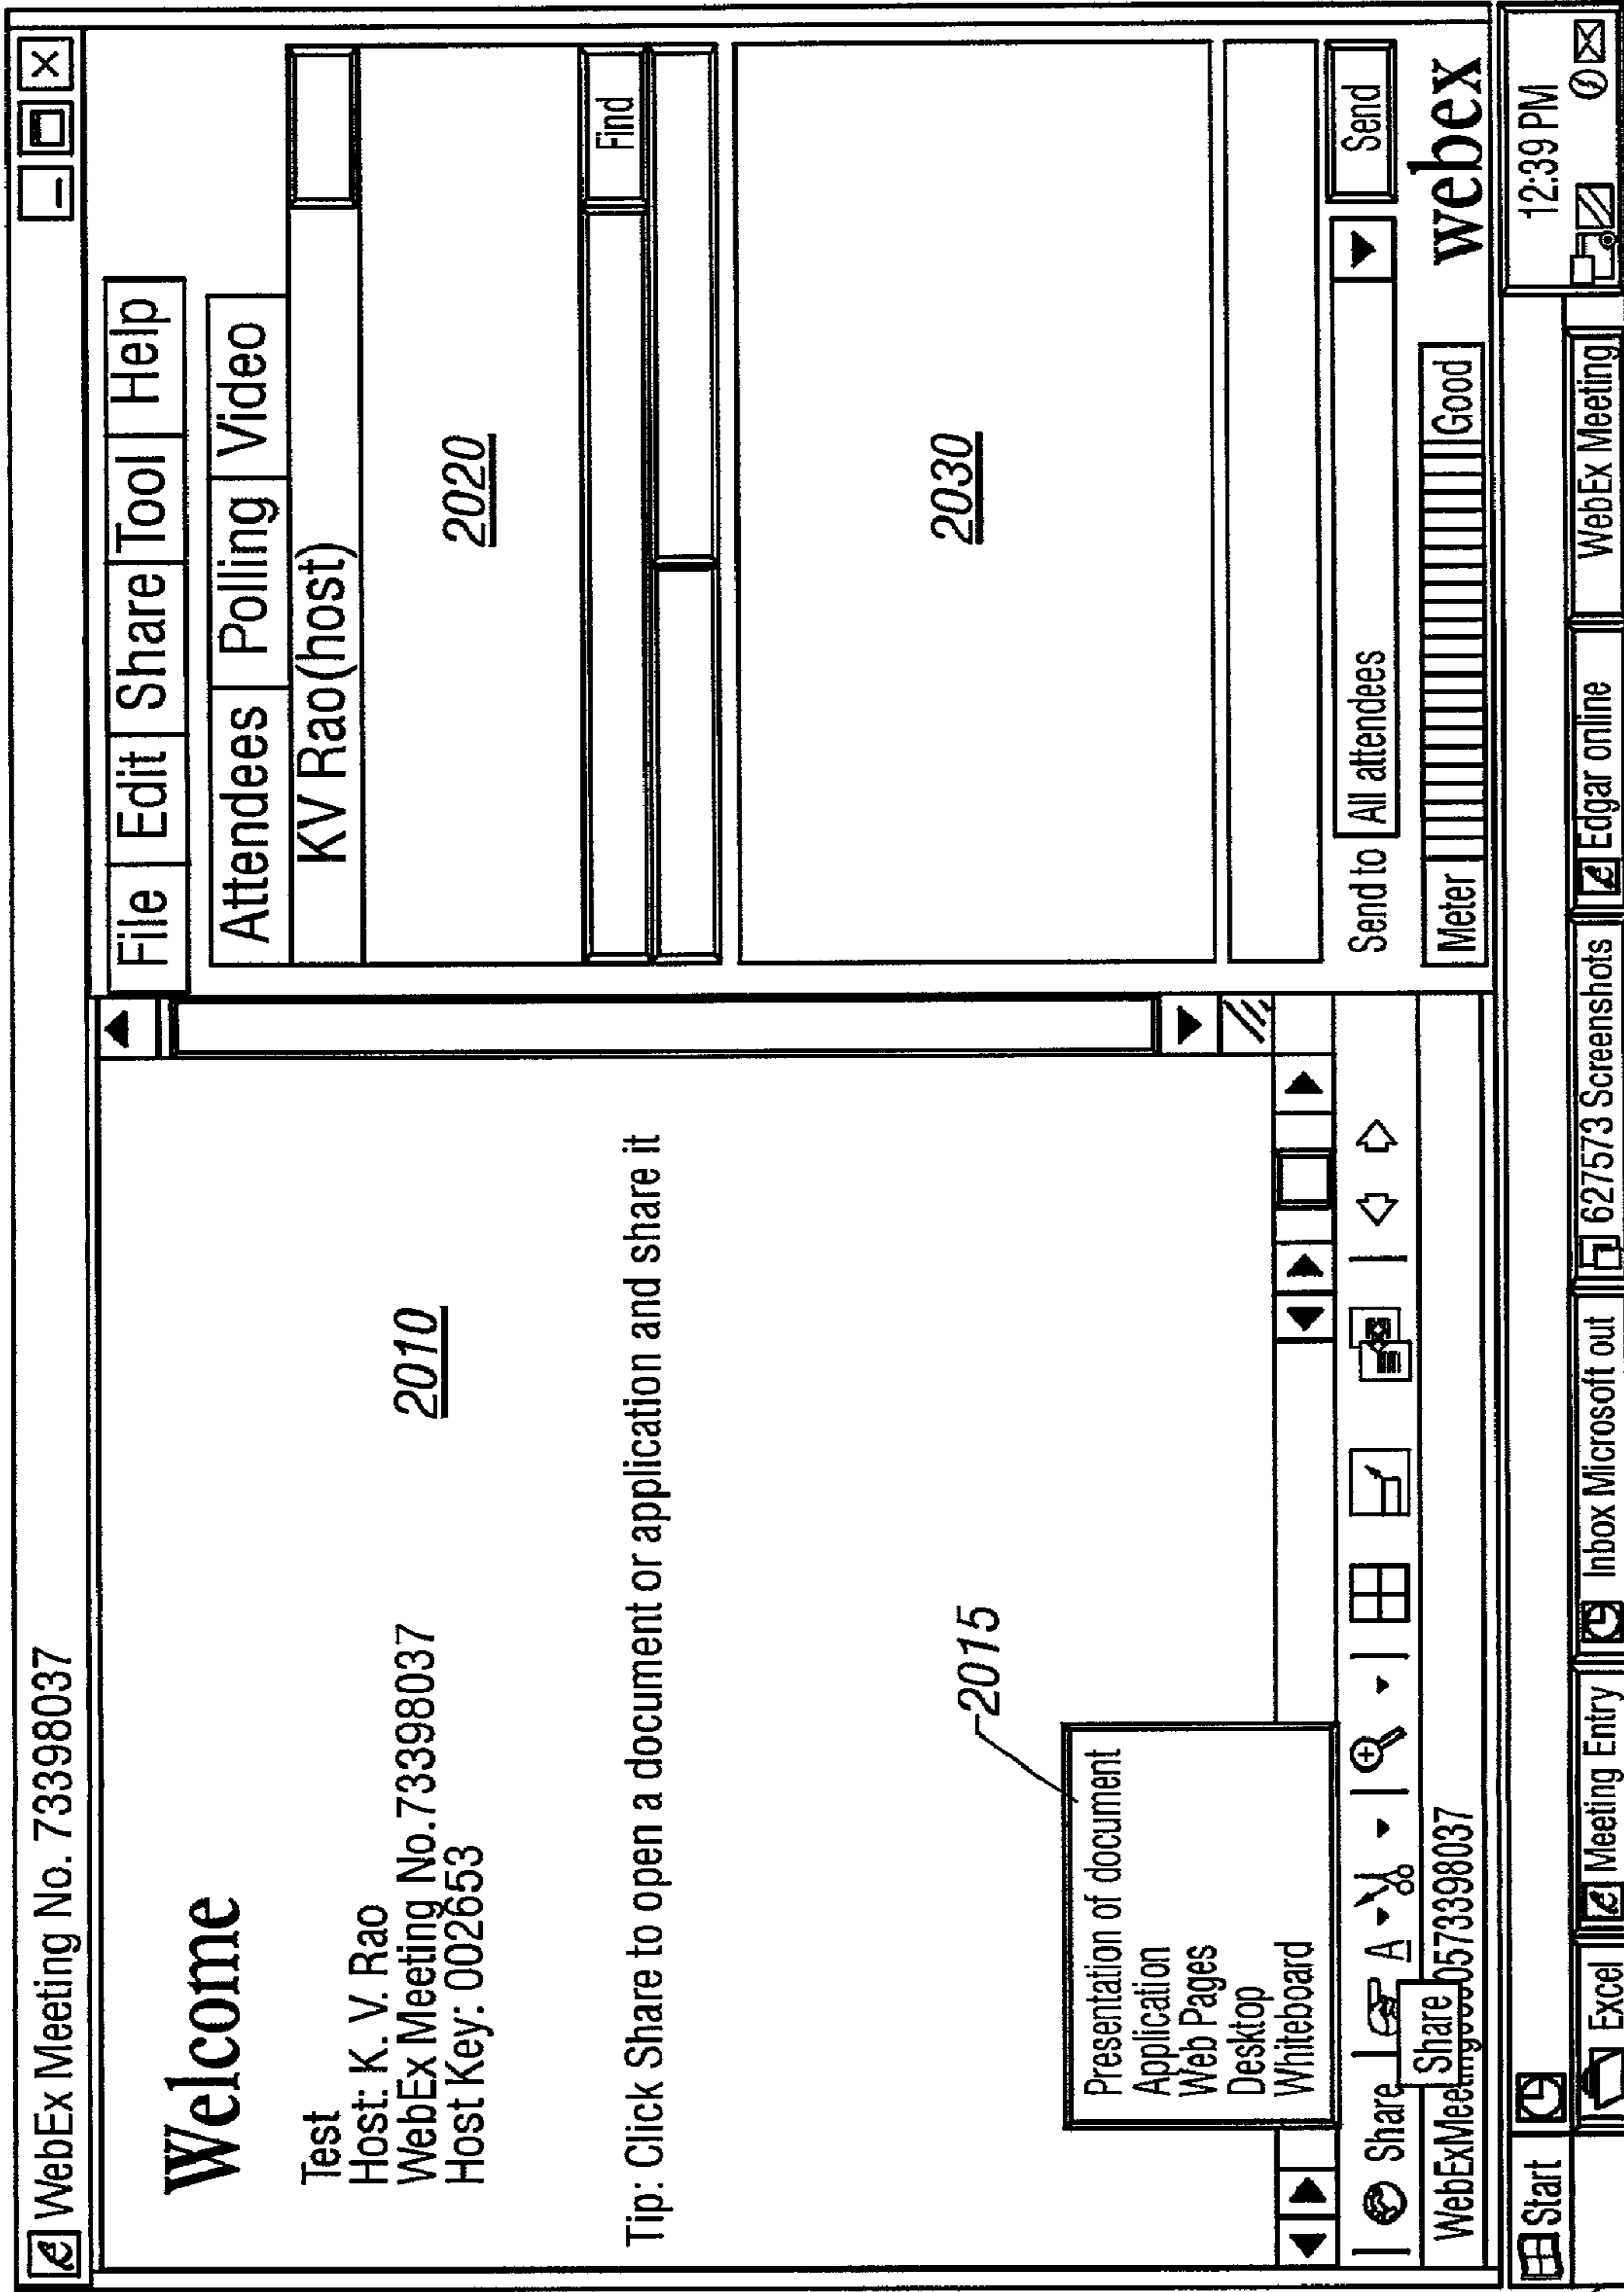 WebEx Meeting No. 73398037
Welcome
Test
Host: K. V. Rao
WebEx Meeting No.73398037
Host Key: 002653
2010
Tip: Click Share to open a document or application and share it
2015
Presentation of document
Application
Web Pages
Desktop
Whiteboard
Share
A
Share
File Edit Share Tool Help
Attendees Polling Video
KV Rao(host)
2020
Find
2030
Send to All attendees Send
Meter Good
webex
Start
12:39 PM
Excel Meeting Entry Inbox Microsoft out 627573 Screenshots Edgar online WebEx Meeting